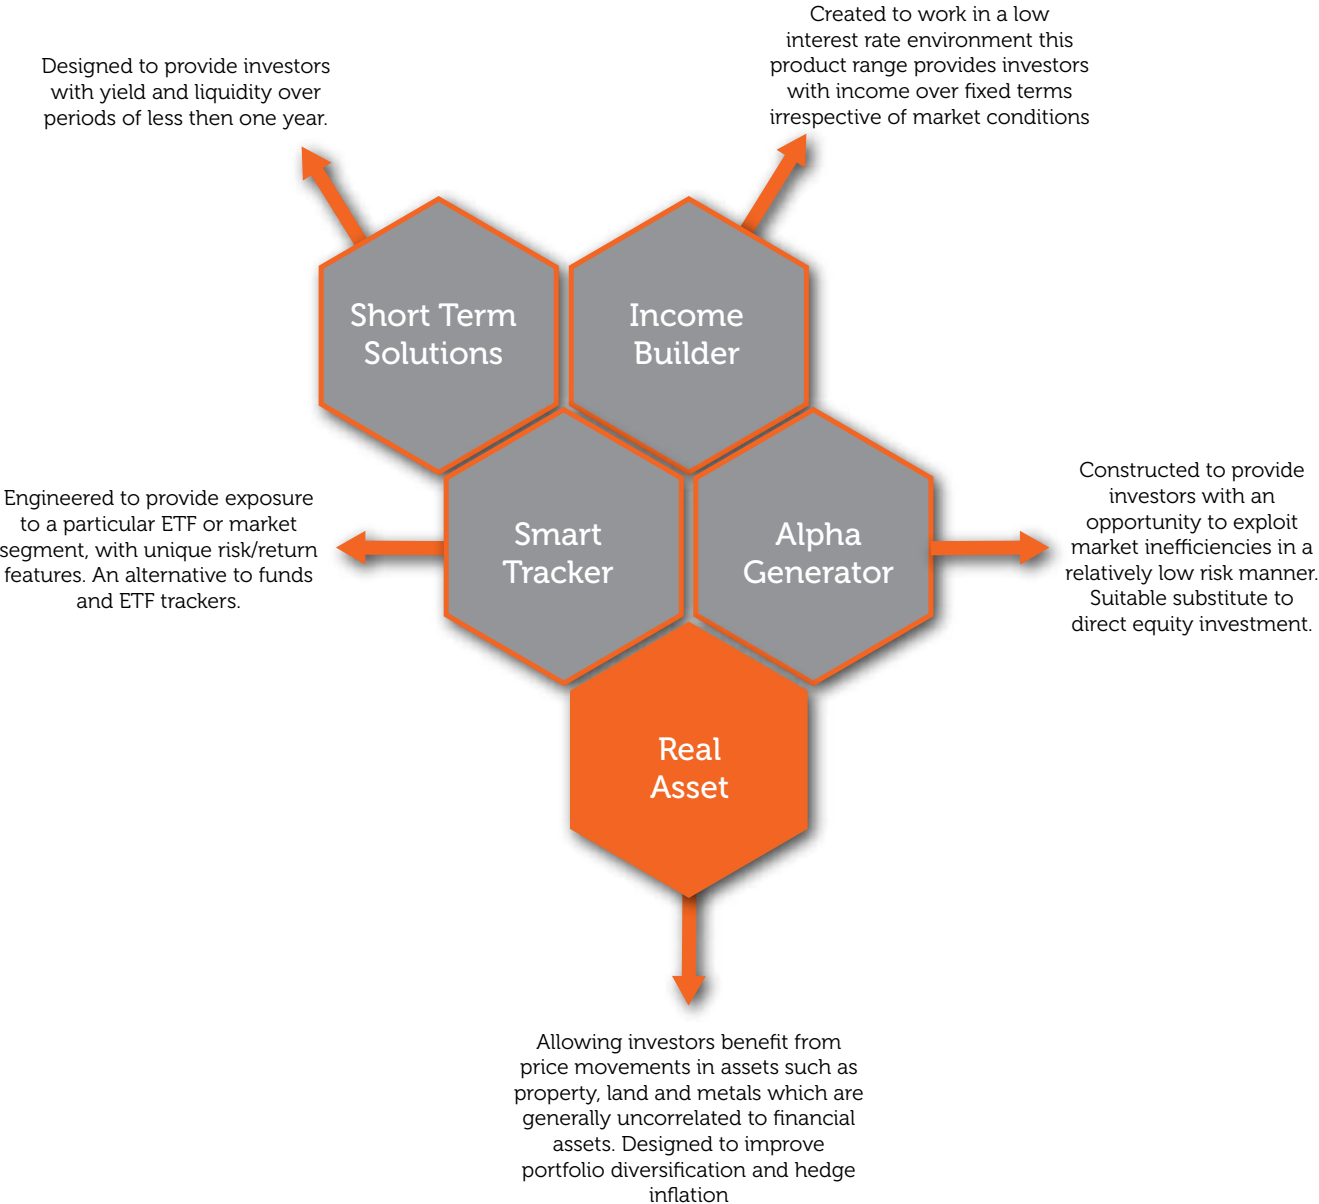 Created to work in a low
interest rate environment this
product range provides investors
with income over fixed terms
irrespective of market conditions
Designed to provide investors
with yield and liquidity over
periods of less then one year.
Short Term
Solutions
Income
Builder
Engineered to provide exposure
to a particular ETF or market
segment, with unique risk/return
features. An alternative to funds
and ETF trackers.
Smart
Tracker
Alpha
Generator
Constructed to provide
investors with an
opportunity to exploit
market inefficiencies in a
relatively low risk manner.
Suitable substitute to
direct equity investment.
Real
Asset
Allowing investors benefit from
price movements in assets such as
property, land and metals which are
generally uncorrelated to financial
assets. Designed to improve
portfolio diversification and hedge
inflation